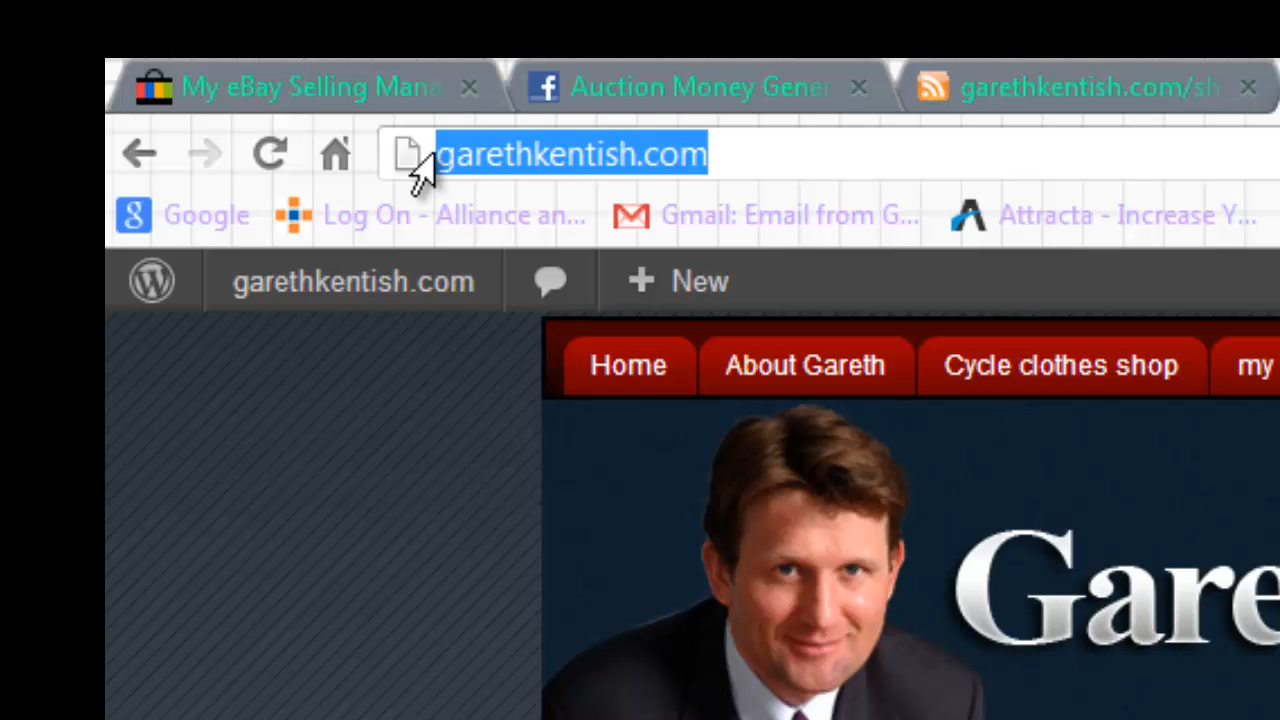 My eBay Selling Mana
Auction Money Gener
garethkentish.com/sh
garethkentish.com
Google
Log On - Alliance an...
Gmail: Email from G...
Attracta - Increase Y...
garethkentish.com
New
Home
About Gareth
Cycle clothes shop
my
Gare